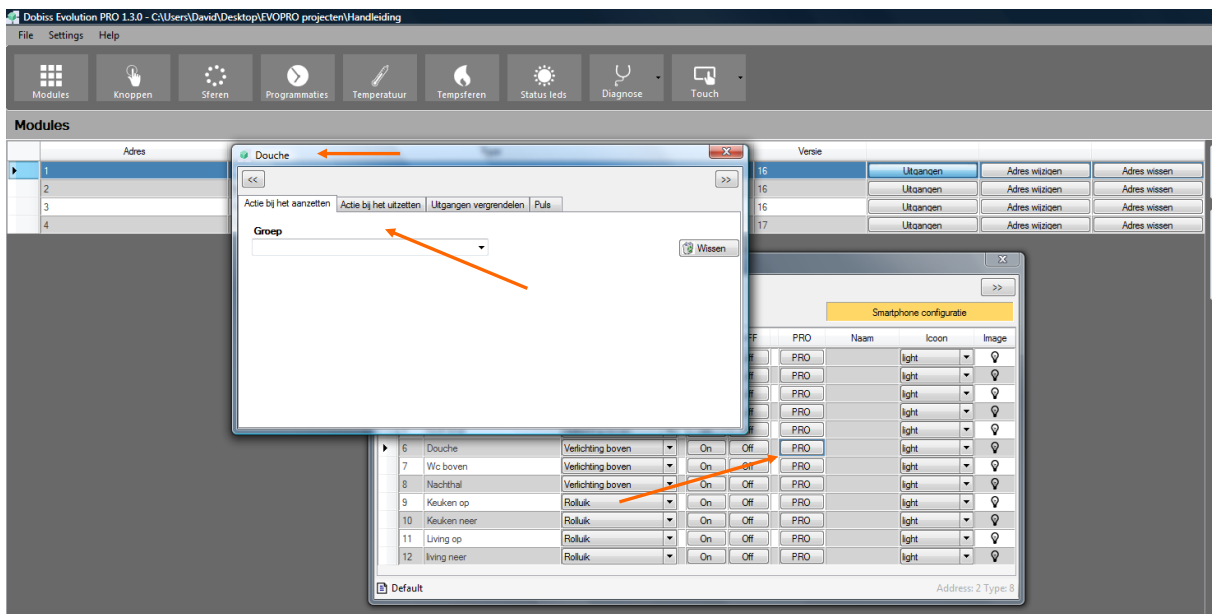 Dobiss Evolution PRO 1.3.0 - C:\Users\David\Desktop\EVOPRO projecten\Handleiding
File Settings Help
Modules Knoppen Sferen Programmaties Temperatuur Tempsferen Status leds Diagnose Touch
Modules
Adres Type Versie
1 16 Uitgangen Adres wijzigen Adres wissen
2 16 Uitgangen Adres wijzigen Adres wissen
3 16 Uitgangen Adres wijzigen Adres wissen
4 17 Uitgangen Adres wijzigen Adres wissen
Douche
<< >>
Actie bij het aanzetten Actie bij het uitzetten Uitgangen vergrendelen Puls
Groep
Wissen
>>
Smartphone configuratie
FF PRO Naam Icoon Image
ff PRO light
ff PRO light
ff PRO light
ff PRO light
PRO light
6 Douche Verlichting boven On Off PRO light
7 Wc boven Verlichting boven On Off PRO light
8 Nachthal Verlichting boven On Off PRO light
9 Keuken op Rolluik On Off PRO light
10 Keuken neer Rolluik On Off PRO light
11 Living op Rolluik On Off PRO light
12 living neer Rolluik On Off PRO light
Default Address: 2 Type: 8